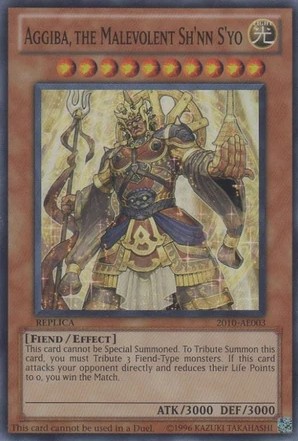 AGGIBA, THE MALEVOLENT SH'NN S'YO
光
REPLICA
2010-AE003
[FIEND / EFFECT]
This card cannot be Special Summoned. To Tribute Summon this
card, you must Tribute 3 Fiend-Type monsters. If this card
attacks your opponent directly and reduces their Life Points
to 0, you win the Match.
ATK/3000 DEF/3000
This card cannot be used in a Duel.
©1996 KAZUKI TAKAHASHI